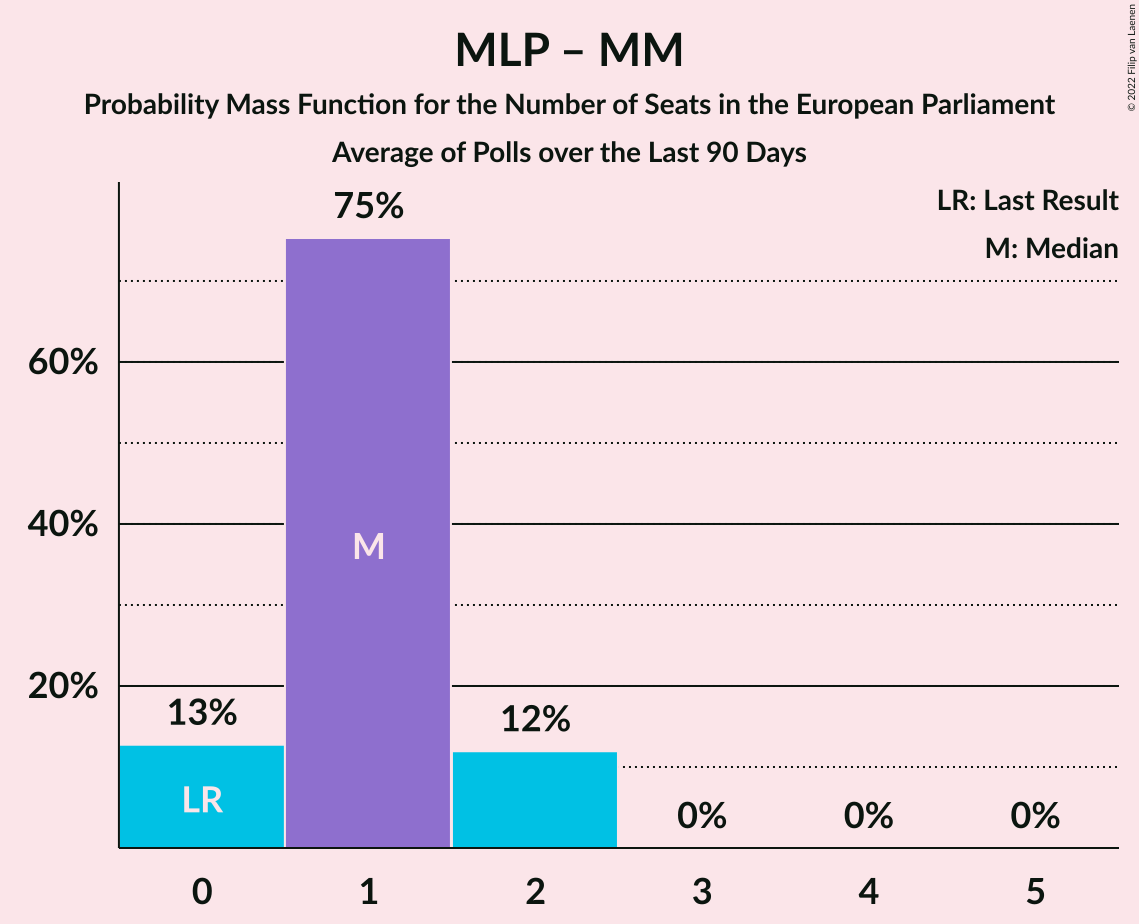 MLP – MM
Probability Mass Function for the Number of Seats in the European Parliament
Average of Polls over the Last 90 Days
© 2022 Filip van Laenen
LR: Last Result
M: Median
75%
60%
40%
20%
M
13%
12%
LR
0%
0%
0%
0
1
2
3
4
5